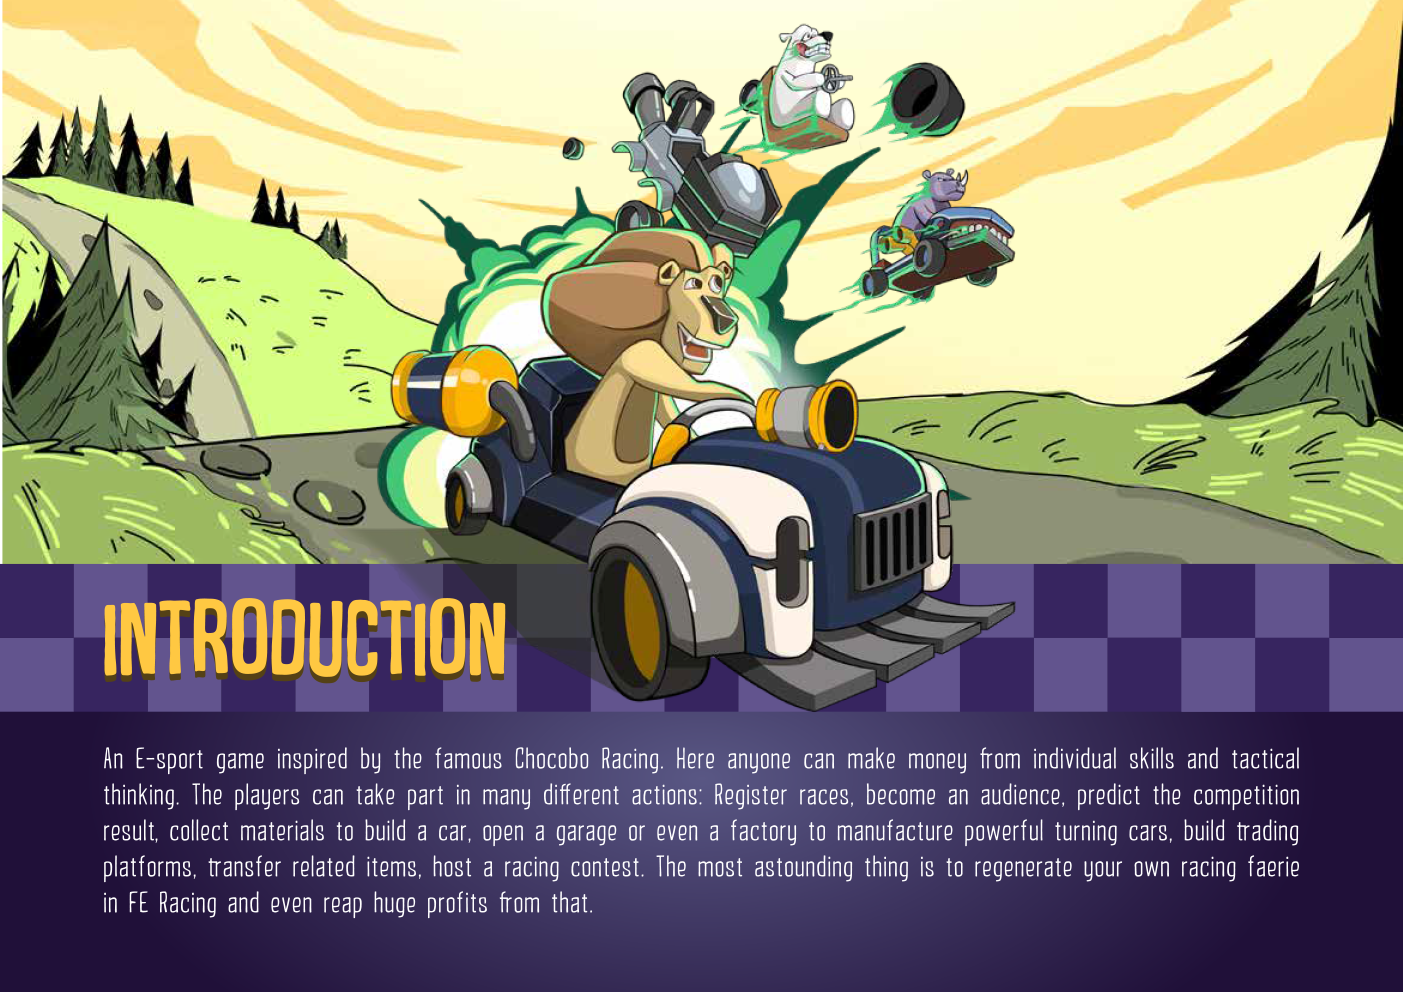 INTRODUCTION
An E-sport game inspired by the famous Chocobo Racing. Here anyone can make money from individual skills and tactical
thinking. The players can take part in many different actions: Register races, become an audience, predict the competition
result, collect materials to build a car, open a garage or even a factory to manufacture powerful turning cars, build trading
platforms, transfer related items, host a racing contest. The most astounding thing is to regenerate your own racing faerie
in FE Racing and even reap huge profits from that.